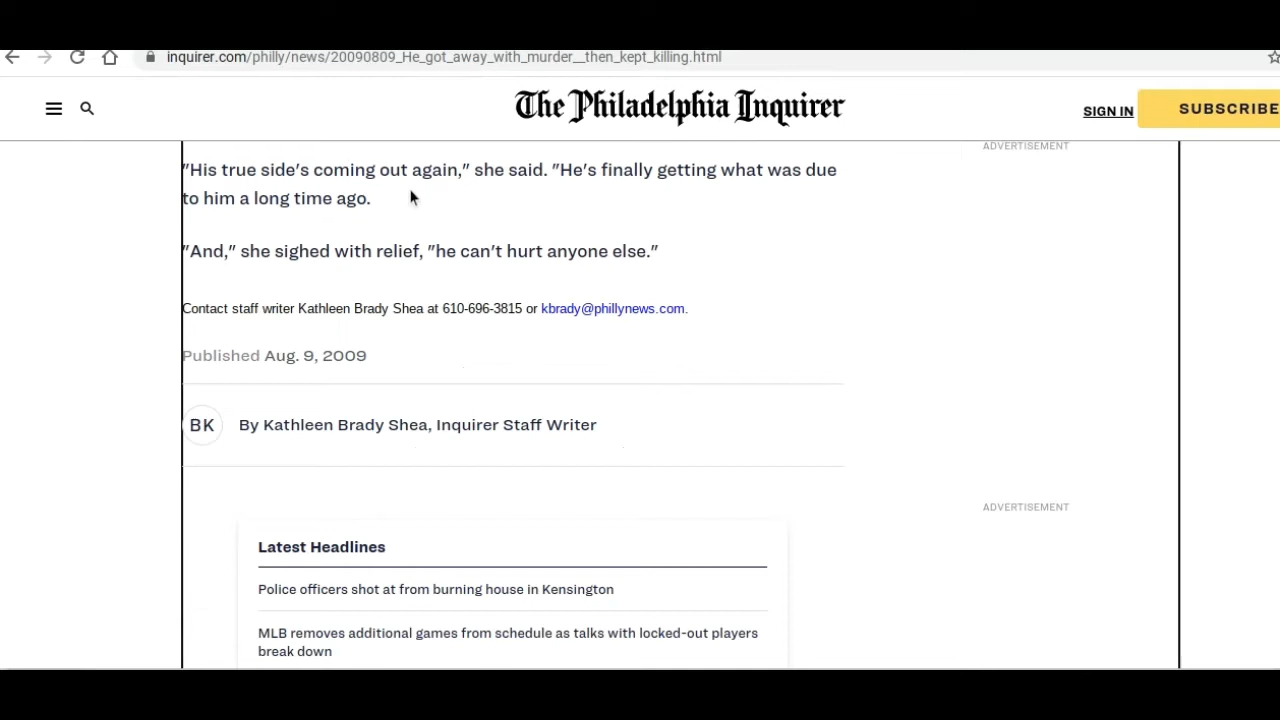 inquirer.com/philly/news/20090809_He_got_away_with_murder__then_kept_killing.html
The Philadelphia Inquirer
SIGN IN
SUBSCRIBE
ADVERTISEMENT
"His true side's coming out again," she said. "He's finally getting what was due
to him a long time ago.
"And," she sighed with relief, "he can't hurt anyone else."
Contact staff writer Kathleen Brady Shea at 610-696-3815 or kbrady@phillynews.com.
Published Aug. 9, 2009
BK
By Kathleen Brady Shea, Inquirer Staff Writer
ADVERTISEMENT
Latest Headlines
Police officers shot at from burning house in Kensington
MLB removes additional games from schedule as talks with locked-out players
break down